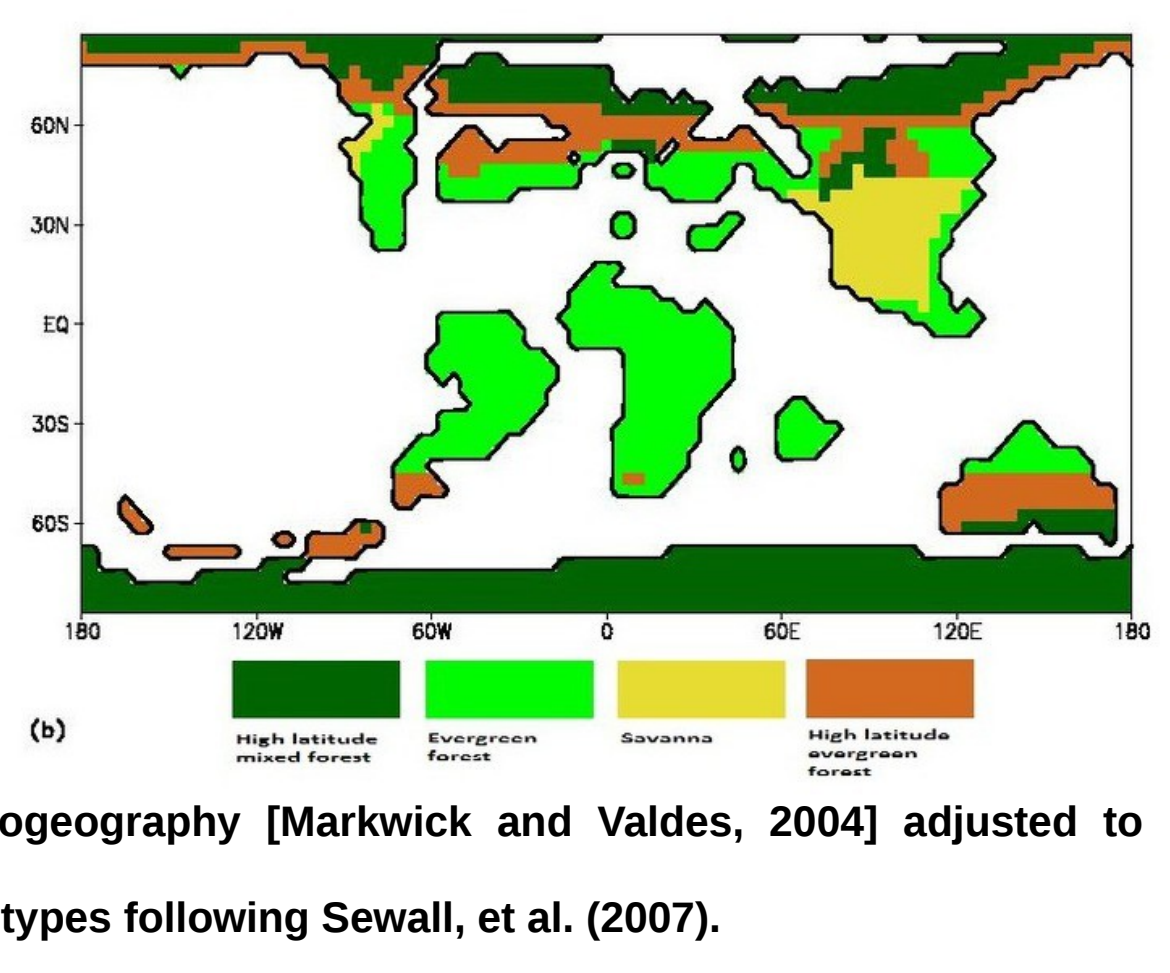 60N
30N
EQ
30S
60S
180 120W 60W 0 60E 120E 180
(b)
High latitude mixed forest
Evergreen forest
Savanna
High latitude evergreen forest
ogeography [Markwick and Valdes, 2004] adjusted to
types following Sewall, et al. (2007).